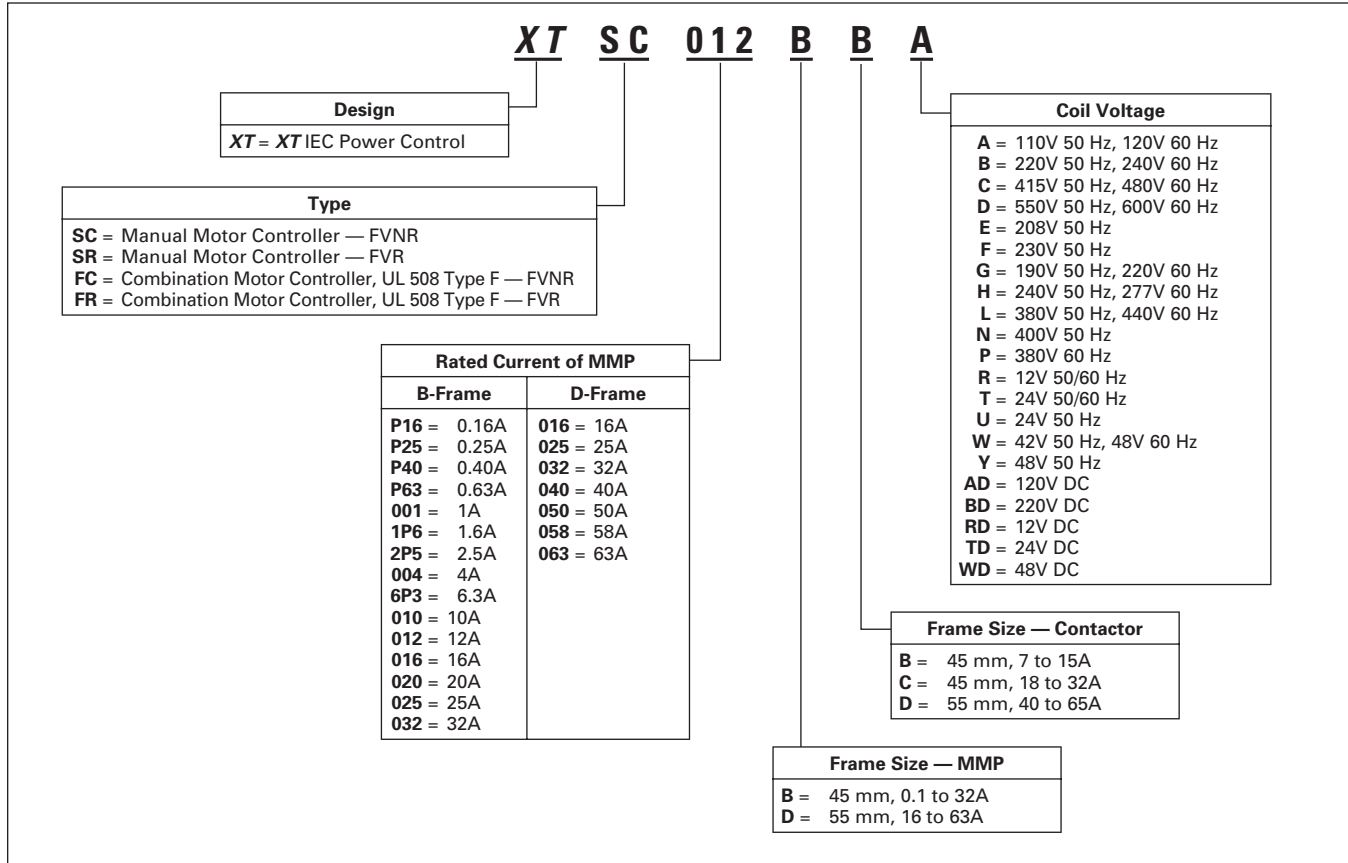 XT SC 012 B B A
Design
XT = XT IEC Power Control
Type
SC = Manual Motor Controller — FVNR
SR = Manual Motor Controller — FVR
FC = Combination Motor Controller, UL 508 Type F — FVNR
FR = Combination Motor Controller, UL 508 Type F — FVR
Rated Current of MMP
B-Frame
P16 = 0.16A
P25 = 0.25A
P40 = 0.40A
P63 = 0.63A
001 = 1A
1P6 = 1.6A
2P5 = 2.5A
004 = 4A
6P3 = 6.3A
010 = 10A
012 = 12A
016 = 16A
020 = 20A
025 = 25A
032 = 32A
D-Frame
016 = 16A
025 = 25A
032 = 32A
040 = 40A
050 = 50A
058 = 58A
063 = 63A
Coil Voltage
A = 110V 50 Hz, 120V 60 Hz
B = 220V 50 Hz, 240V 60 Hz
C = 415V 50 Hz, 480V 60 Hz
D = 550V 50 Hz, 600V 60 Hz
E = 208V 50 Hz
F = 230V 50 Hz
G = 190V 50 Hz, 220V 60 Hz
H = 240V 50 Hz, 277V 60 Hz
L = 380V 50 Hz, 440V 60 Hz
N = 400V 50 Hz
P = 380V 60 Hz
R = 12V 50/60 Hz
T = 24V 50/60 Hz
U = 24V 50 Hz
W = 42V 50 Hz, 48V 60 Hz
Y = 48V 50 Hz
AD = 120V DC
BD = 220V DC
RD = 12V DC
TD = 24V DC
WD = 48V DC
Frame Size — Contactor
B = 45 mm, 7 to 15A
C = 45 mm, 18 to 32A
D = 55 mm, 40 to 65A
Frame Size — MMP
B = 45 mm, 0.1 to 32A
D = 55 mm, 16 to 63A